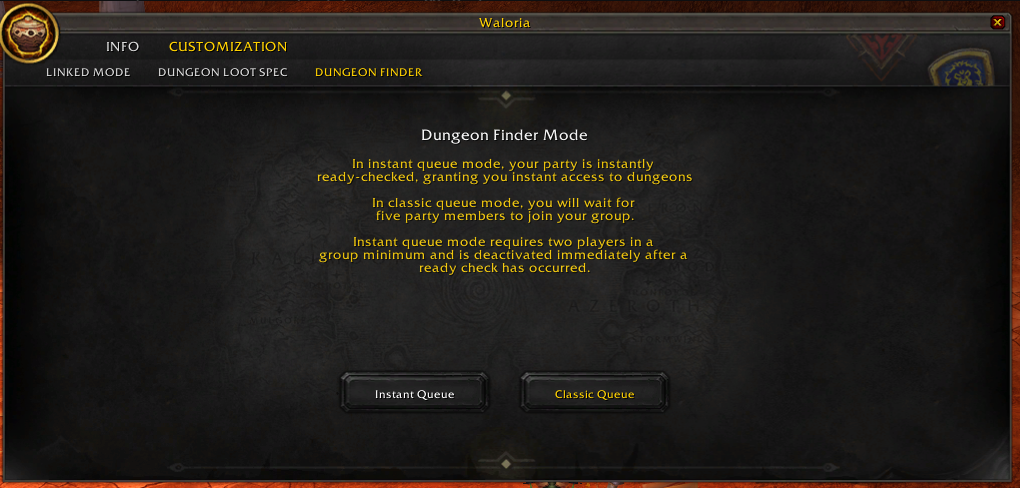 Waloria
INFO CUSTOMIZATION
LINKED MODE DUNGEON LOOT SPEC DUNGEON FINDER
Dungeon Finder Mode
In instant queue mode, your party is instantly
ready-checked, granting you instant access to dungeons
In classic queue mode, you will wait for
five party members to join your group.
Instant queue mode requires two players in a
group minimum and is deactivated immediately after a
ready check has occurred.
AZEROTH
Instant Queue Classic Queue